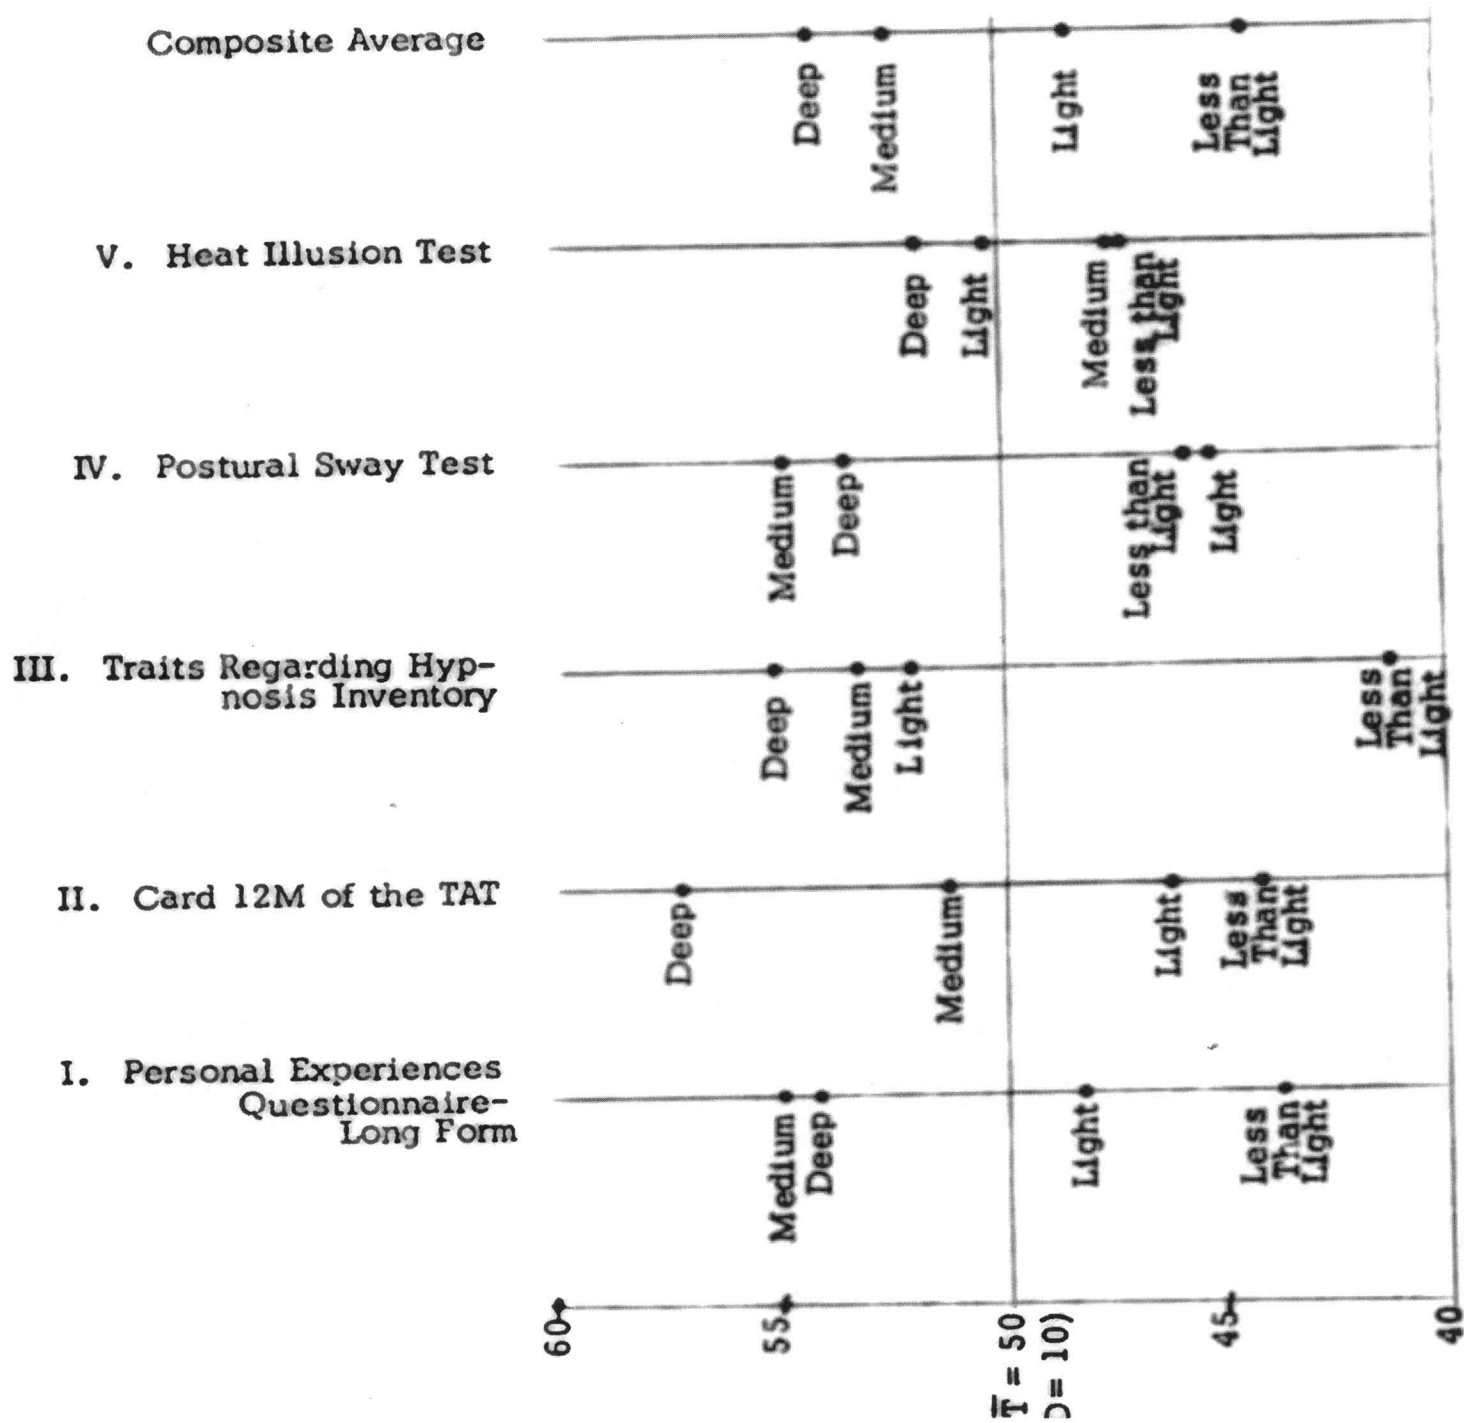 Composite Average
Deep
Medium
Light
Less
Than
Light
V. Heat Illusion Test
Deep
Light
Medium
Less than
Light
IV. Postural Sway Test
Medium
Deep
Less than
Light
Light
III. Traits Regarding Hyp-
nosis Inventory
Deep
Medium
Light
Less
Than
Light
II. Card 12M of the TAT
Deep
Medium
Light
Less
Than
Light
I. Personal Experiences
Questionnaire-
Long Form
Medium
Deep
Light
Less
Than
Light
60
55
T̅ = 50
= 10)
45
40